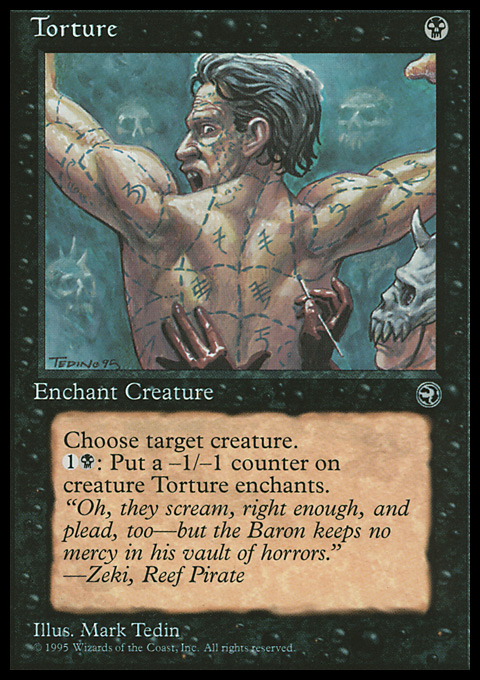 Torture
TEDIN 95
Enchant Creature
Choose target creature.
1: Put a –1/–1 counter on
creature Torture enchants.
“Oh, they scream, right enough, and
plead, too—but the Baron keeps no
mercy in his vault of horrors.”
—Zeki, Reef Pirate
Illus. Mark Tedin
© 1995 Wizards of the Coast, Inc. All rights reserved.